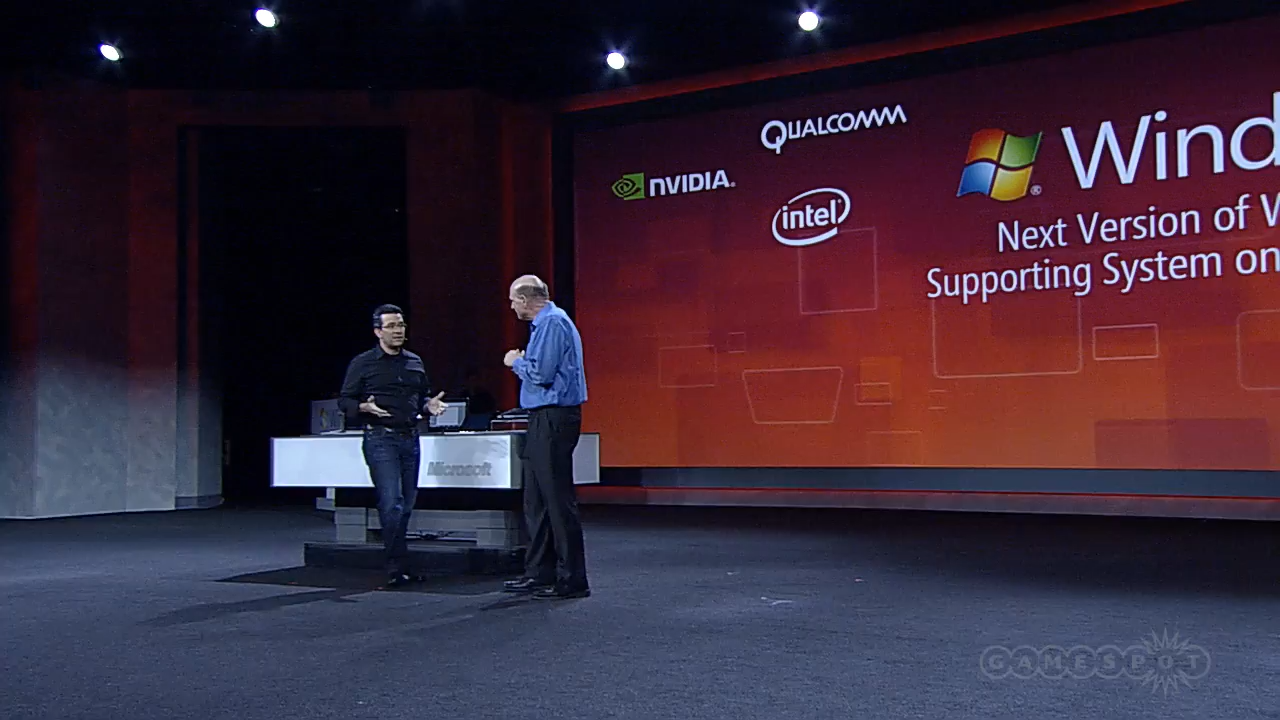 QUALCOMM
NVIDIA.
intel
Wind
Next Version of W
Supporting System on
Microsoft
GAMESPOT